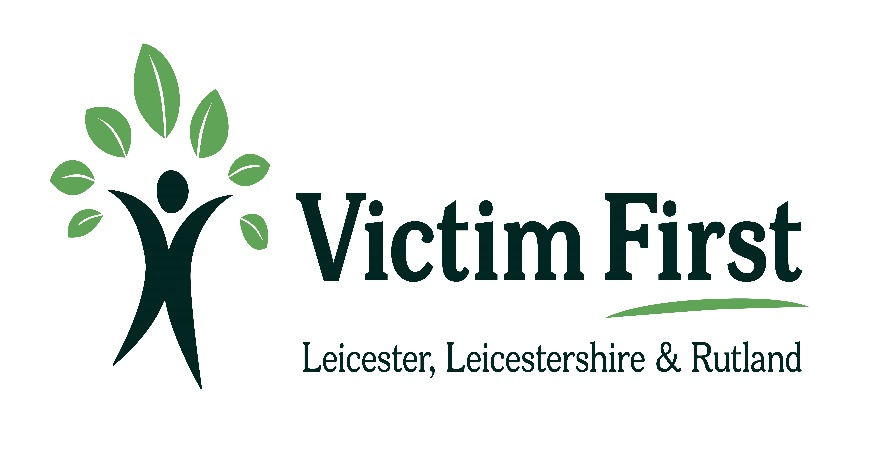 Victim First
Leicester, Leicestershire & Rutland